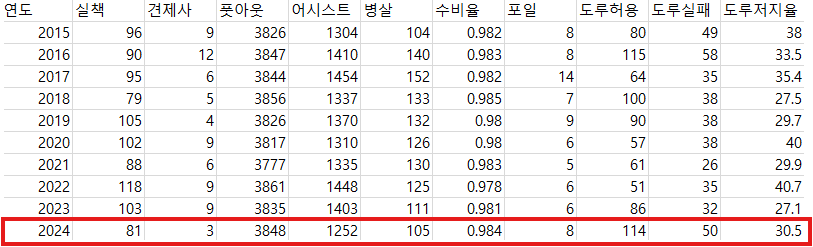 연도 실책 견제사 풋아웃 어시스트 병살 수비율 포일 도루허용 도루실패 도루저지율
2015 96 9 3826 1304 104 0.982 8 80 49 38
2016 90 12 3847 1410 140 0.983 8 115 58 33.5
2017 95 6 3844 1454 152 0.982 14 64 35 35.4
2018 79 5 3856 1337 133 0.985 7 100 38 27.5
2019 105 4 3826 1370 132 0.98 9 90 38 29.7
2020 102 9 3817 1310 126 0.98 6 57 38 40
2021 88 6 3777 1335 130 0.983 5 61 26 29.9
2022 118 9 3861 1448 125 0.978 6 51 35 40.7
2023 103 9 3835 1403 111 0.981 6 86 32 27.1
2024 81 3 3848 1252 105 0.984 8 114 50 30.5